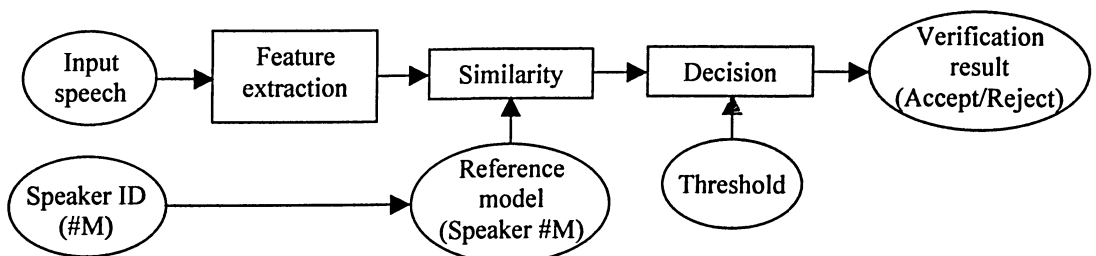 Input
speech
Feature
extraction
Similarity
Decision
Verification
result
(Accept/Reject)
Speaker ID
(#M)
Reference
model
(Speaker #M)
Threshold